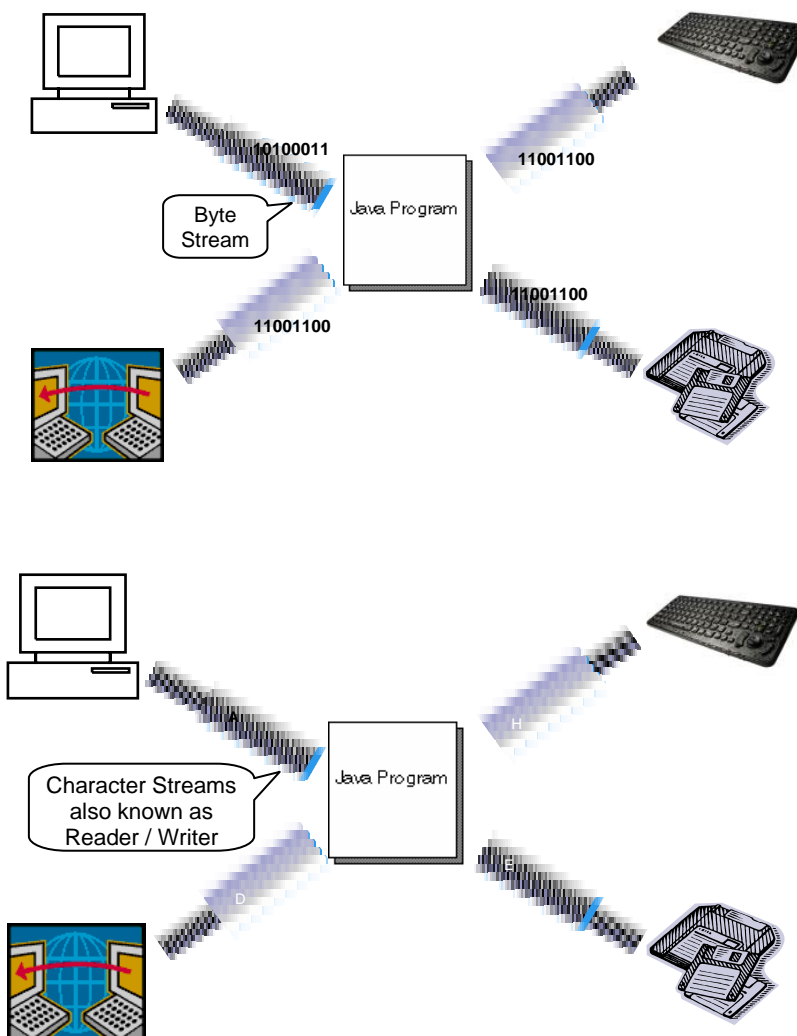 10100011
11001100
Java Program
Byte
Stream
11001100
11001100
A
H
Java Program
Character Streams
also known as
Reader / Writer
E
D